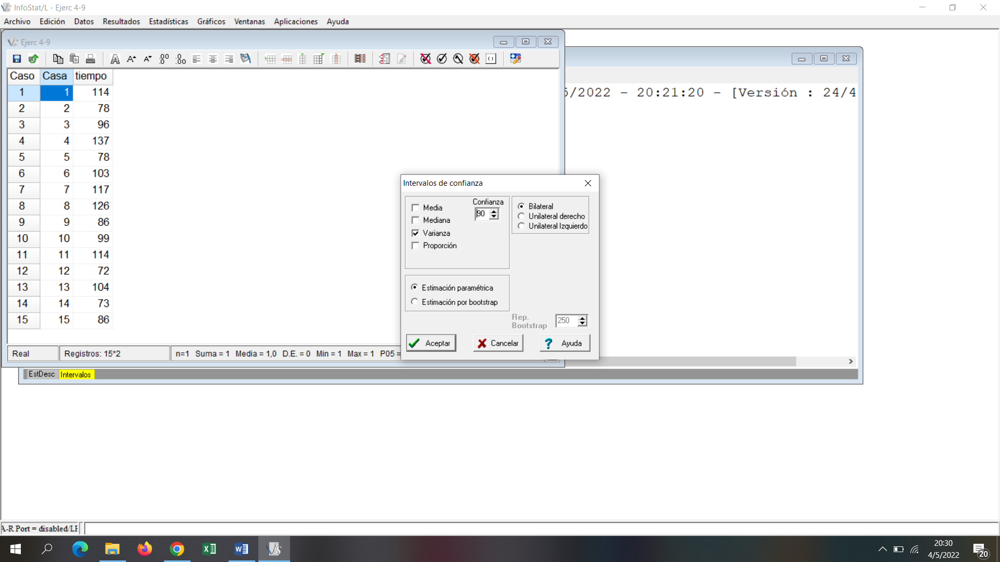 InfoStat/L - Ejerc 4-9
Archivo Edición Datos Resultados Estadísticas Gráficos Ventanas Aplicaciones Ayuda
Ejerc 4-9
Caso Casa tiempo
1 1 114
2 2 78
3 3 96
4 4 137
5 5 78
6 6 103
7 7 117
8 8 126
9 9 86
10 10 99
11 11 114
12 12 72
13 13 104
14 14 73
15 15 86
Real Registros: 15*2 n=1 Suma = 1 Media = 1,0 D.E. = 0 Min = 1 Max = 1 P05 =
/2022 - 20:21:20 - [Versión : 24/4
EstDesc Intervalos
Intervalos de confianza
Media
Mediana
Varianza
Proporción
Confianza
90
Bilateral
Unilateral derecho
Unilateral Izquierdo
Estimación paramétrica
Estimación por bootstrap
Rep.
Bootstrap
250
Aceptar Cancelar Ayuda
A-R Port = disabled/LF
20:30
4/5/2022
20